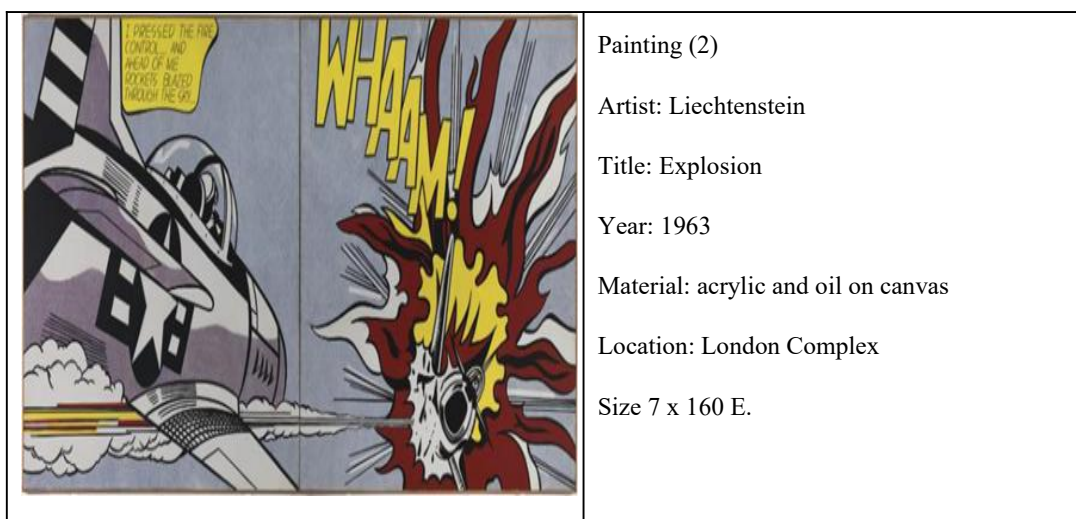 I PRESSED THE FIRE
CONTROL... AND
AHEAD OF ME
ROCKETS BLAZED
THROUGH THE SKY...
WHAAM!
Painting (2)
Artist: Liechtenstein
Title: Explosion
Year: 1963
Material: acrylic and oil on canvas
Location: London Complex
Size 7 x 160 E.